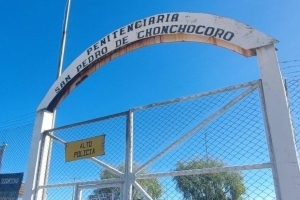 PENITENCIARIA
SAN PEDRO DE CHONCHOCORO
ALTO
POLICIA